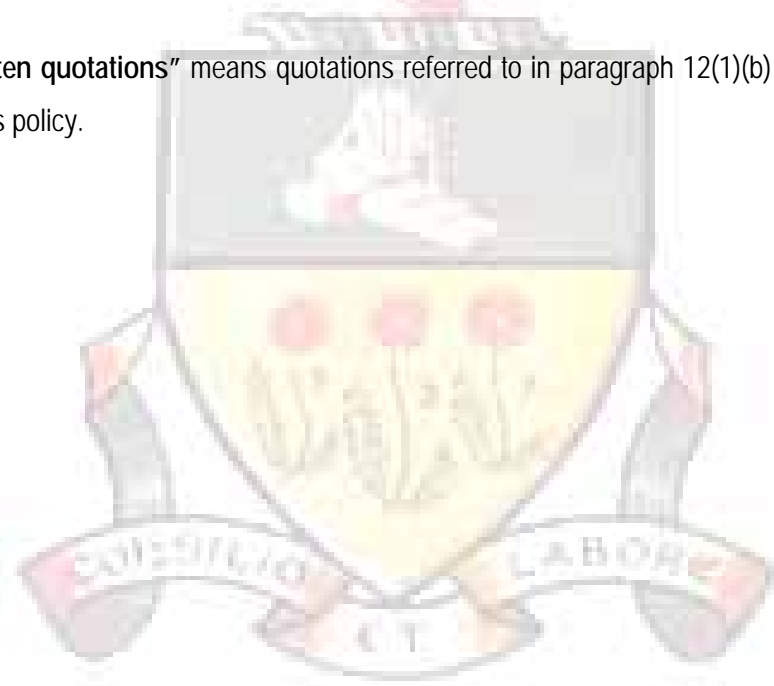 ten quotations" means quotations referred to in paragraph 12(1)(b)
s policy.
CONSILIO
LABORE
ET